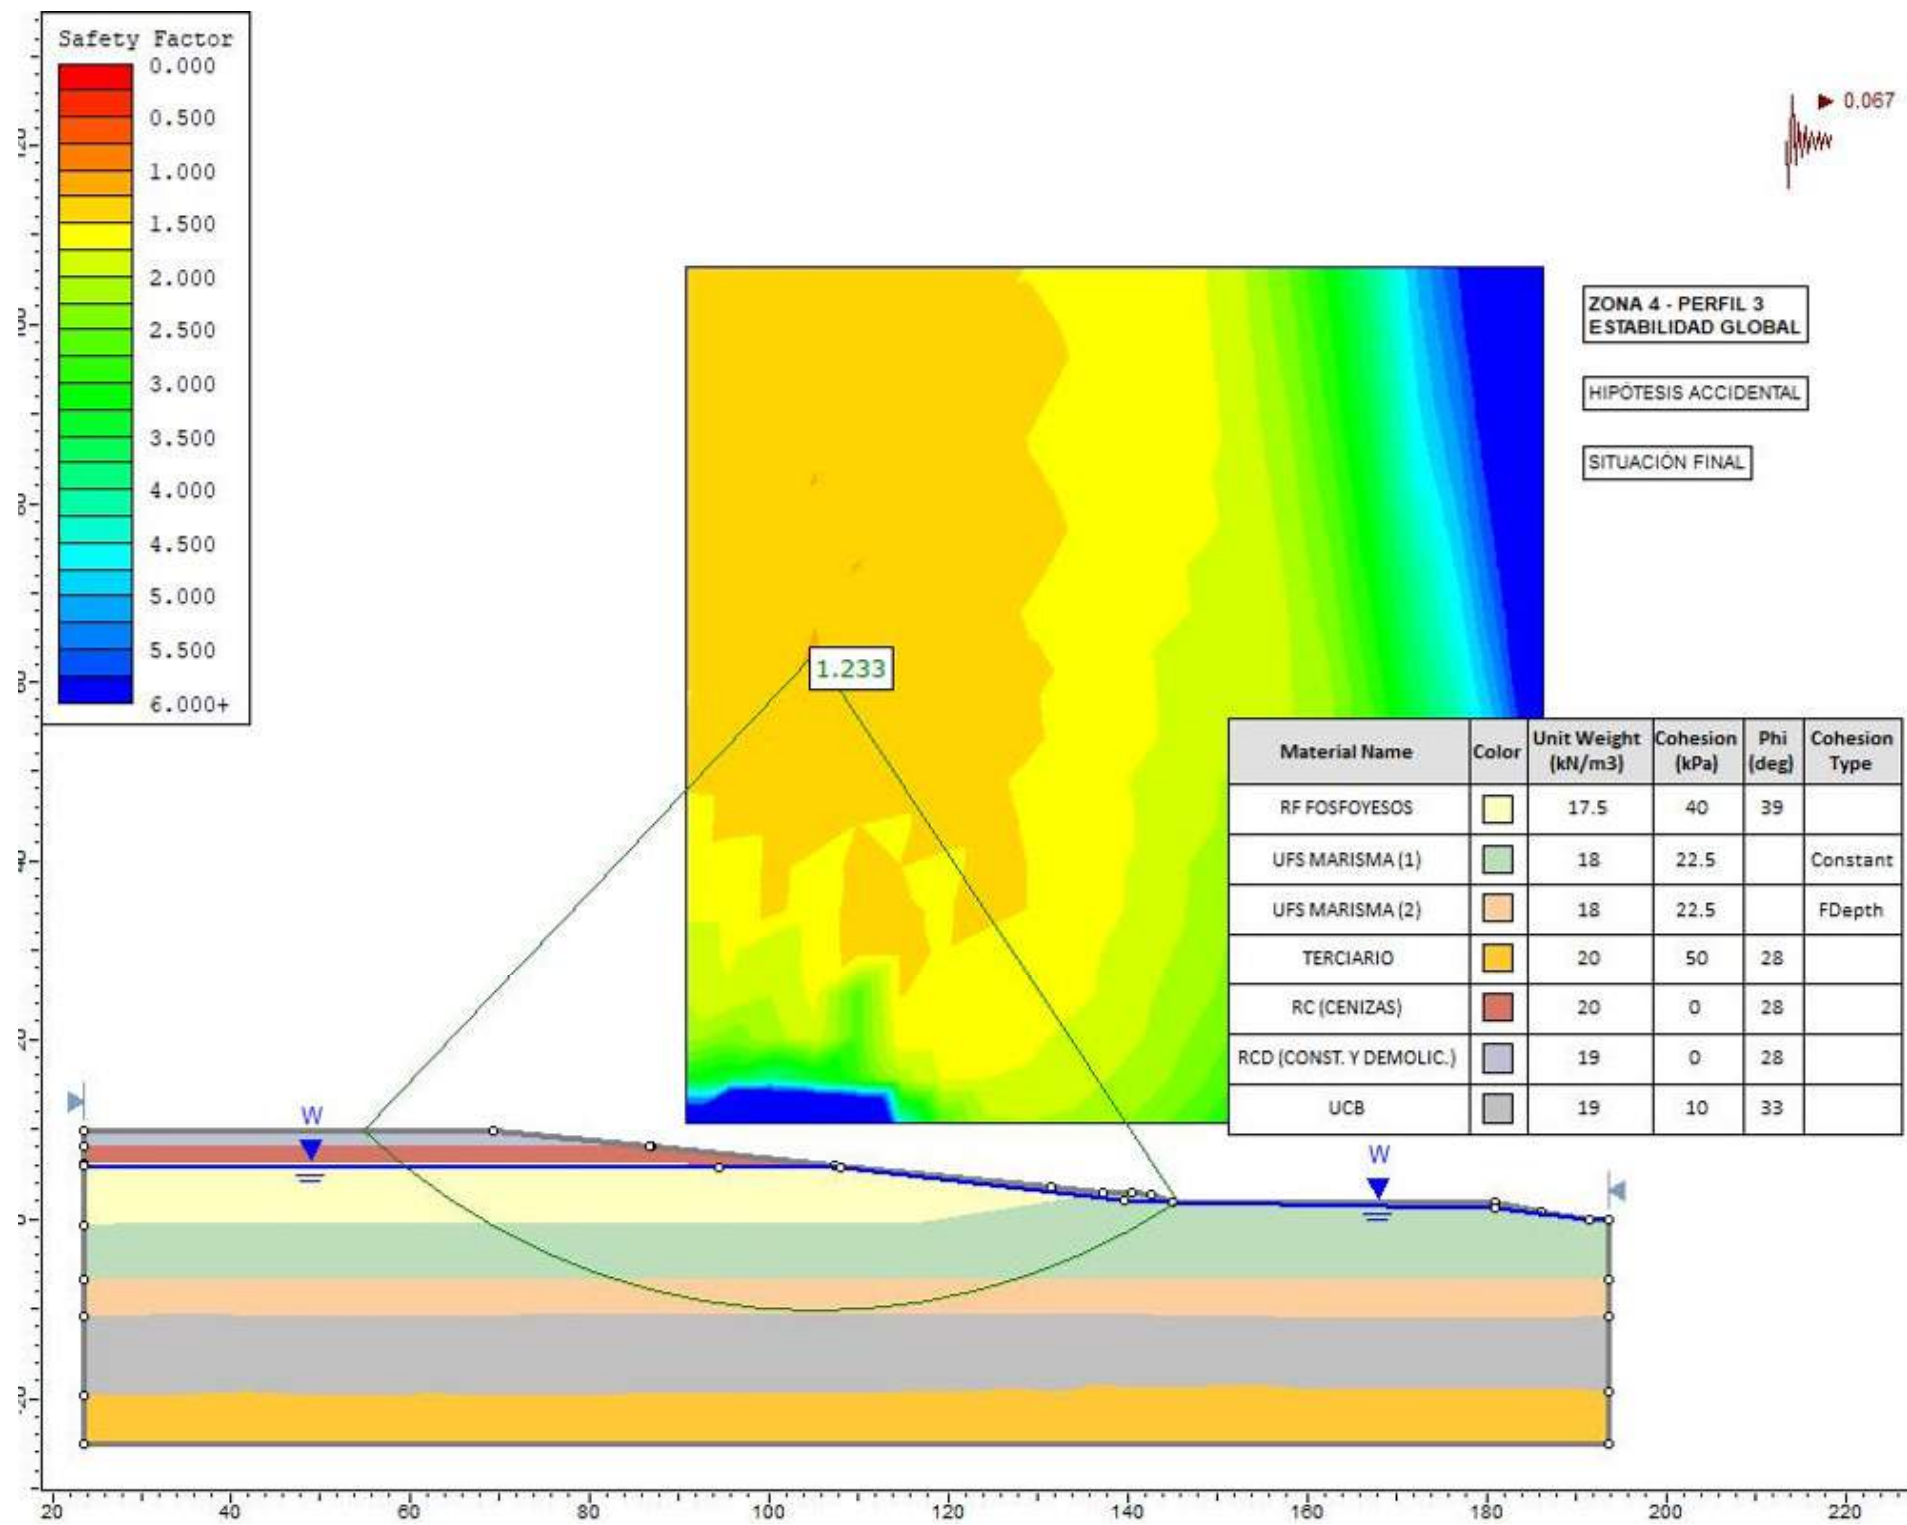 Safety Factor
0.000
0.500
1.000
1.500
2.000
2.500
3.000
3.500
4.000
4.500
5.000
5.500
6.000+
0.067
ZONA 4 - PERFIL 3
ESTABILIDAD GLOBAL
HIPÓTESIS ACCIDENTAL
SITUACIÓN FINAL
1.233
Material Name Color Unit Weight (kN/m3) Cohesion (kPa) Phi (deg) Cohesion Type
RF FOSFOYESOS 17.5 40 39
UFS MARISMA (1) 18 22.5 Constant
UFS MARISMA (2) 18 22.5 FDepth
TERCIARIO 20 50 28
RC (CENIZAS) 20 0 28
RCD (CONST. Y DEMOLIC.) 19 0 28
UCB 19 10 33
W
W
20 40 60 80 100 120 140 160 180 200 220